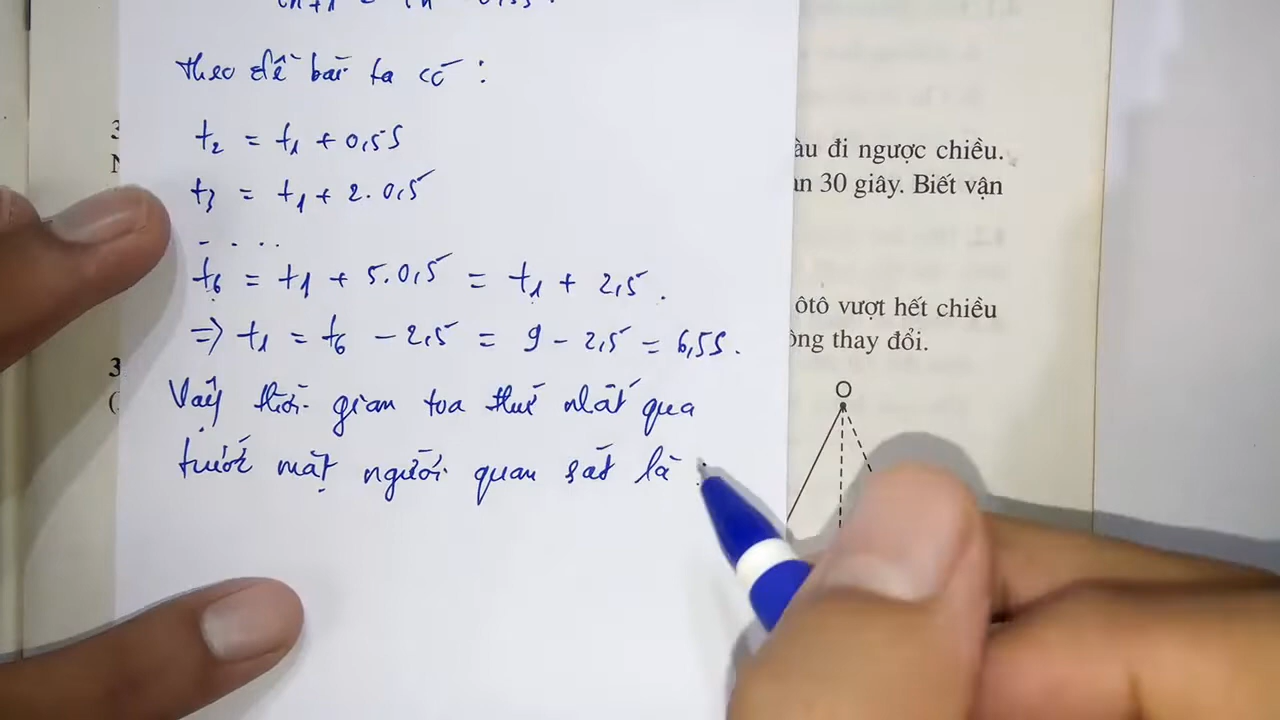 theo đề bài ta có :
t₂ = t₁ + 0,5s
t₃ = t₁ + 2. 0,5
- . . .
t₆ = t₁ + 5.0,5 = t₁ + 2,5 .
=> t₁ = t₆ - 2,5 = 9 - 2,5 = 6,5s .
Vậy thời gian toa thứ nhất qua
trước mặt người quan sát là
àu đi ngược chiều.
30 giây. Biết vận
ôtô vượt hết chiều
ông thay đổi.
O
3
3
(